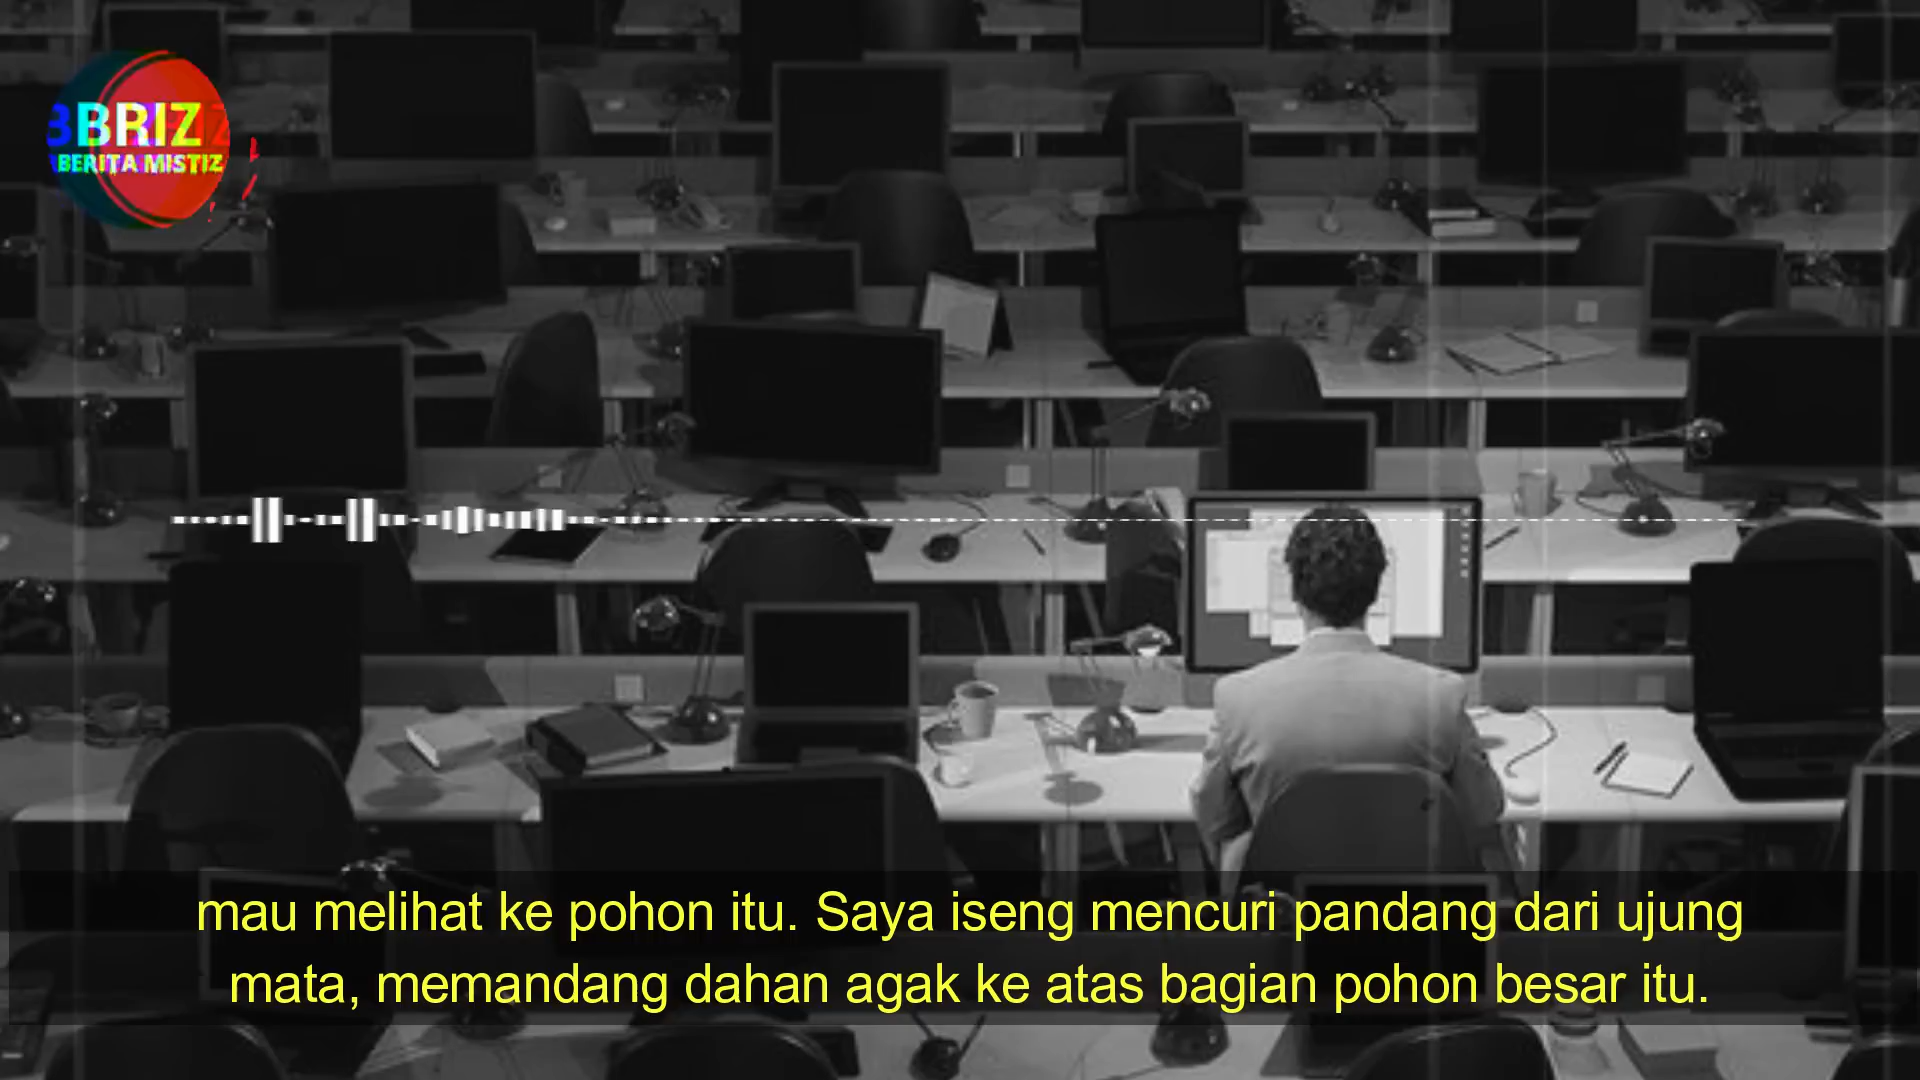 BRIZ
BERITA MISTIZ
mau melihat ke pohon itu. Saya iseng mencuri pandang dari ujung
mata, memandang dahan agak ke atas bagian pohon besar itu.